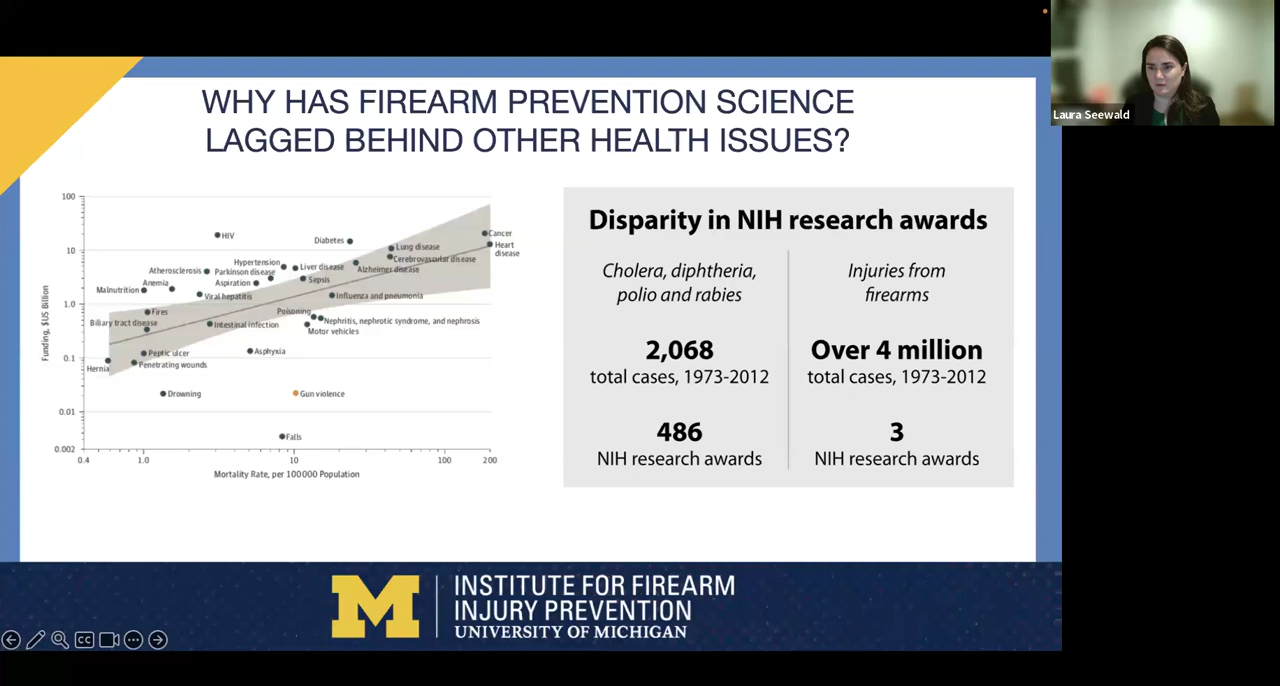 WHY HAS FIREARM PREVENTION SCIENCE
LAGGED BEHIND OTHER HEALTH ISSUES?
Laura Seewald
100
10
1.0
0.1
0.01
0.002
Funding, $US Billion
HIV
Diabetes
Cancer
Lung disease
Heart
disease
Cerebrovascular disease
Hypertension
Liver disease
Alzheimer disease
Atherosclerosis
Parkinson disease
Sepsis
Anemia
Aspiration
Malnutrition
Viral hepatitis
Influenza and pneumonia
Fires
Poisoning
Biliary tract disease
Intestinal infection
Nephritis, nephrotic syndrome, and nephrosis
Motor vehicles
Peptic ulcer
Asphyxia
Hernia
Penetrating wounds
Drowning
Gun violence
Falls
0.4
1.0
10
100
200
Mortality Rate, per 100000 Population
Disparity in NIH research awards
Cholera, diphtheria,
polio and rabies
2,068
total cases, 1973-2012
486
NIH research awards
Injuries from
firearms
Over 4 million
total cases, 1973-2012
3
NIH research awards
M
INSTITUTE FOR FIREARM
INJURY PREVENTION
UNIVERSITY OF MICHIGAN
CC